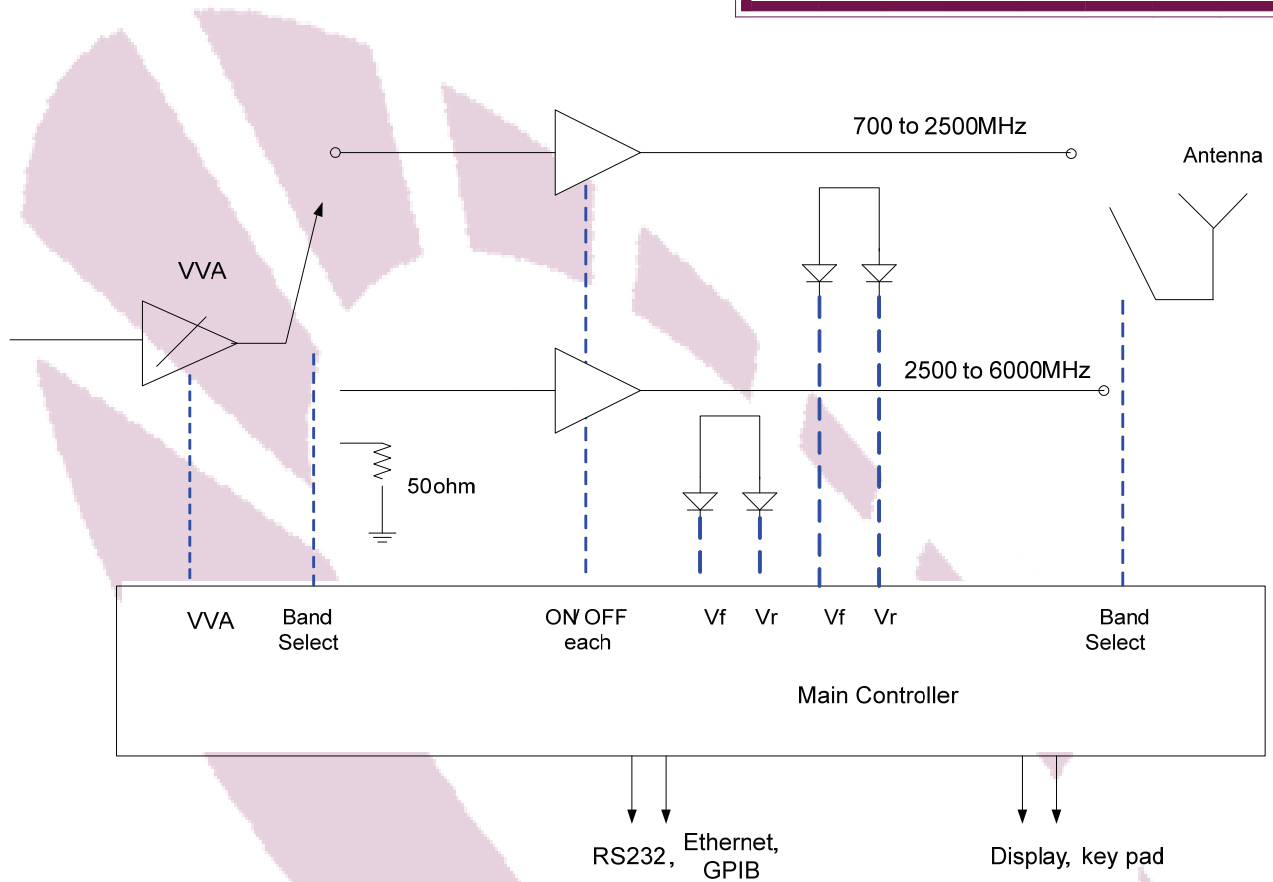 700 to 2500MHz
Antenna
VVA
2500 to 6000MHz
50ohm
VVA
Band
Select
ON/OFF
each
Vf
Vr
Vf
Vr
Band
Select
Main Controller
RS232,
Ethernet,
GPIB
Display, key pad